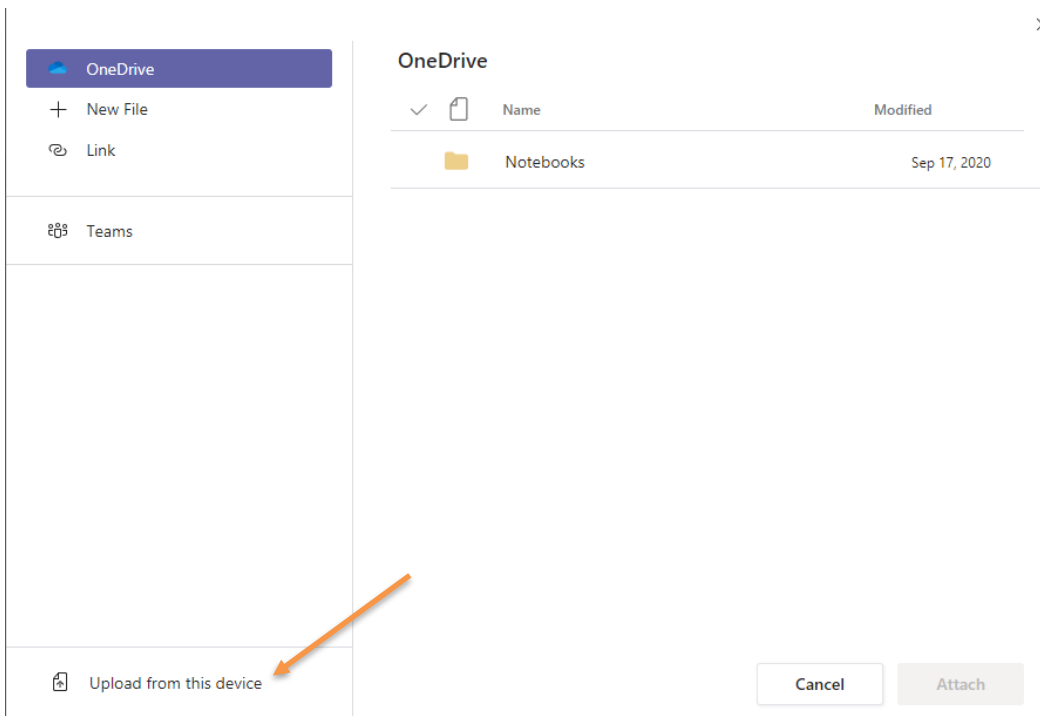 OneDrive
New File
Link
Teams
Upload from this device
OneDrive
Name Modified
Notebooks Sep 17, 2020
Cancel Attach